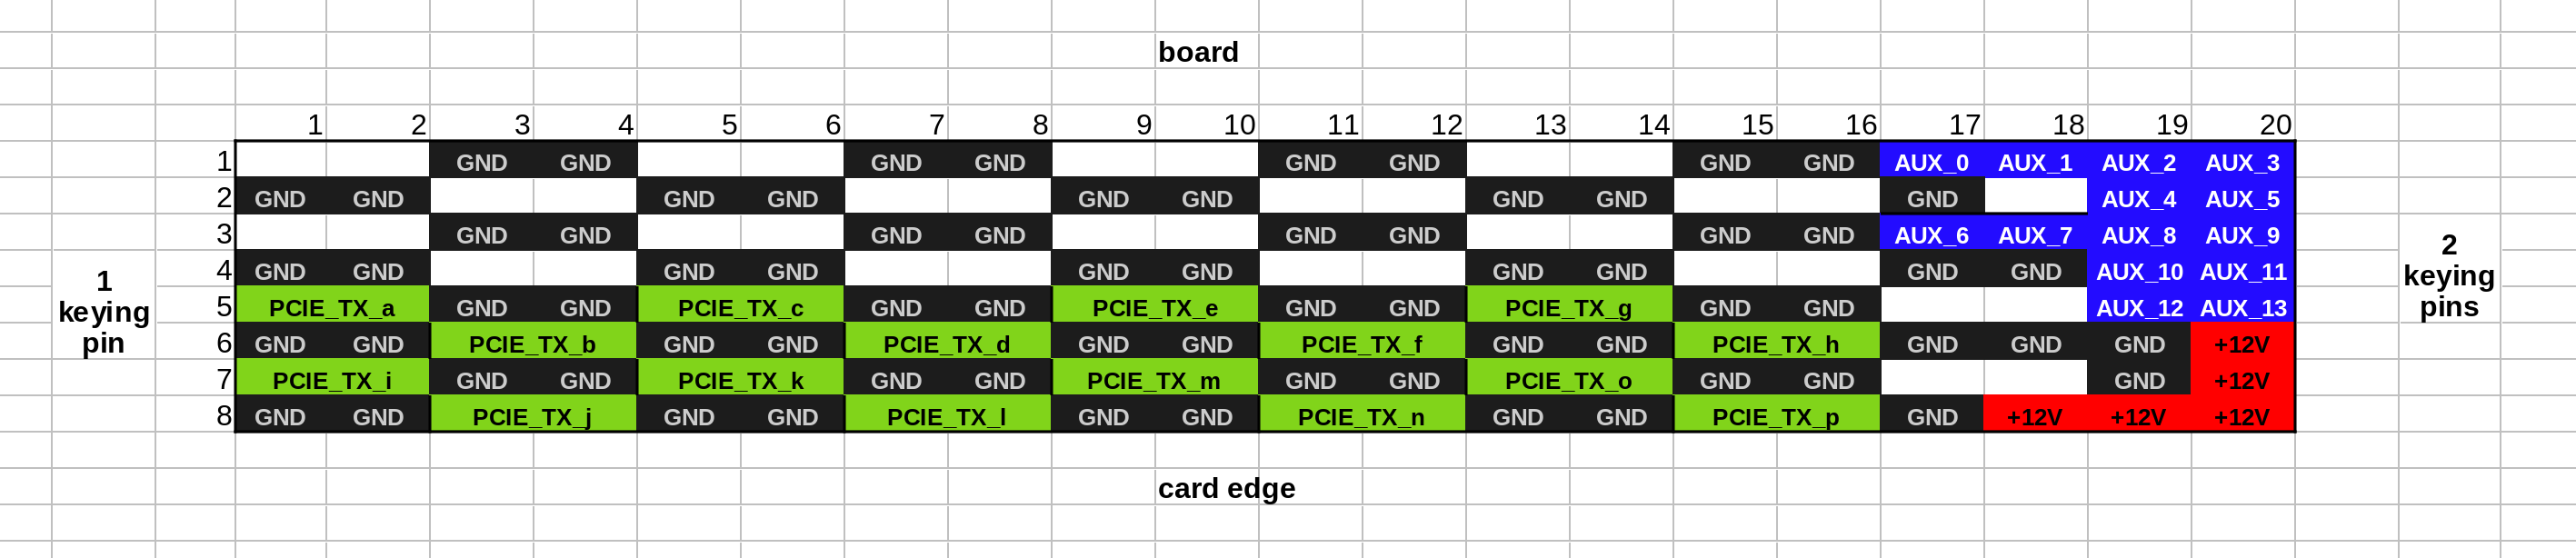 board
1 2 3 4 5 6 7 8 9 10 11 12 13 14 15 16 17 18 19 20
1 GND GND GND GND GND GND GND GND AUX_0 AUX_1 AUX_2 AUX_3
2 GND GND GND GND GND GND GND GND GND AUX_4 AUX_5
3 GND GND GND GND GND GND GND GND AUX_6 AUX_7 AUX_8 AUX_9
4 GND GND GND GND GND GND GND GND GND GND AUX_10 AUX_11
5 PCIE_TX_a GND GND PCIE_TX_c GND GND PCIE_TX_e GND GND PCIE_TX_g GND GND AUX_12 AUX_13
6 GND GND PCIE_TX_b GND GND PCIE_TX_d GND GND PCIE_TX_f GND GND PCIE_TX_h GND GND GND +12V
7 PCIE_TX_i GND GND PCIE_TX_k GND GND PCIE_TX_m GND GND PCIE_TX_o GND GND GND +12V
8 GND GND PCIE_TX_j GND GND PCIE_TX_l GND GND PCIE_TX_n GND GND PCIE_TX_p GND +12V +12V +12V
1
keying
pin
2
keying
pins
card edge